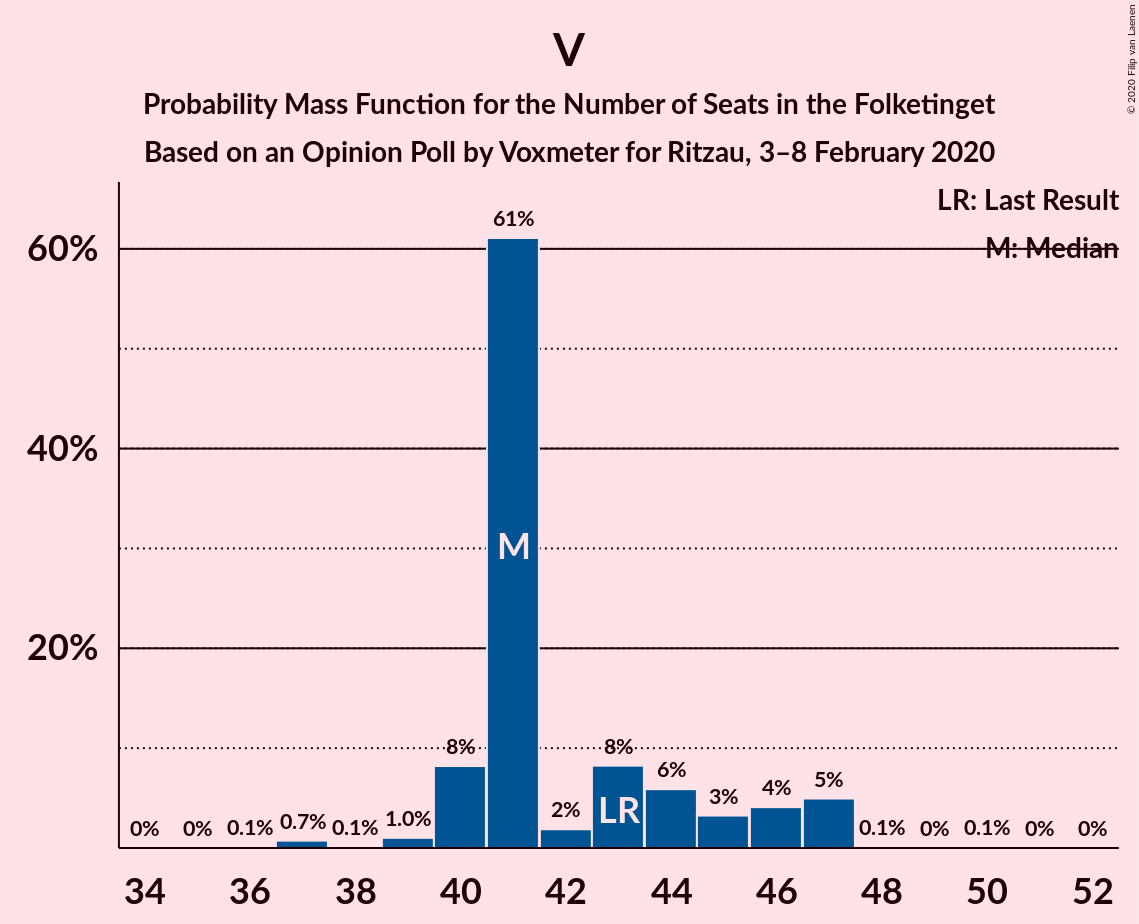 V
Probability Mass Function for the Number of Seats in the Folketinget
Based on an Opinion Poll by Voxmeter for Ritzau, 3–8 February 2020
© 2020 Filip van Laenen
LR: Last Result
M: Median
60%
40%
20%
0% 0% 0.1% 0.7% 0.1% 1.0% 8% 61% 2% 8% 6% 3% 4% 5% 0.1% 0% 0.1% 0% 0%
M
LR
34 36 38 40 42 44 46 48 50 52